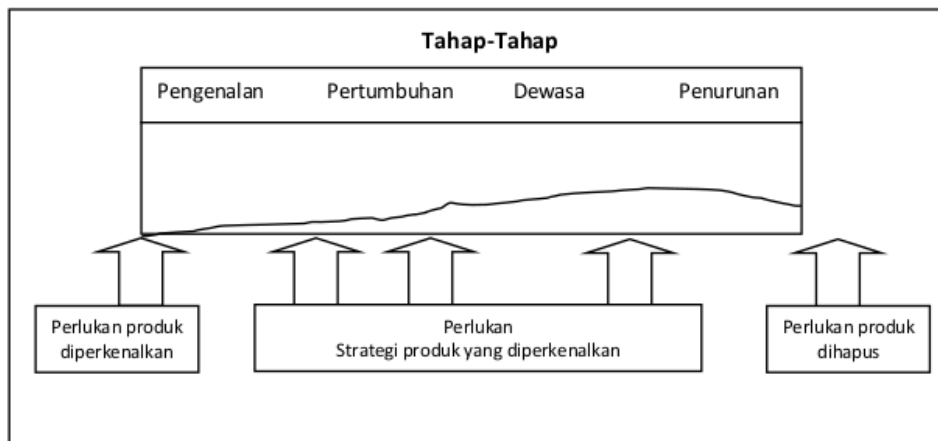 Tahap-Tahap
Pengenalan Pertumbuhan Dewasa Penurunan
Perlukan produk
diperkenalkan
Perlukan
Strategi produk yang diperkenalkan
Perlukan produk
dihapus